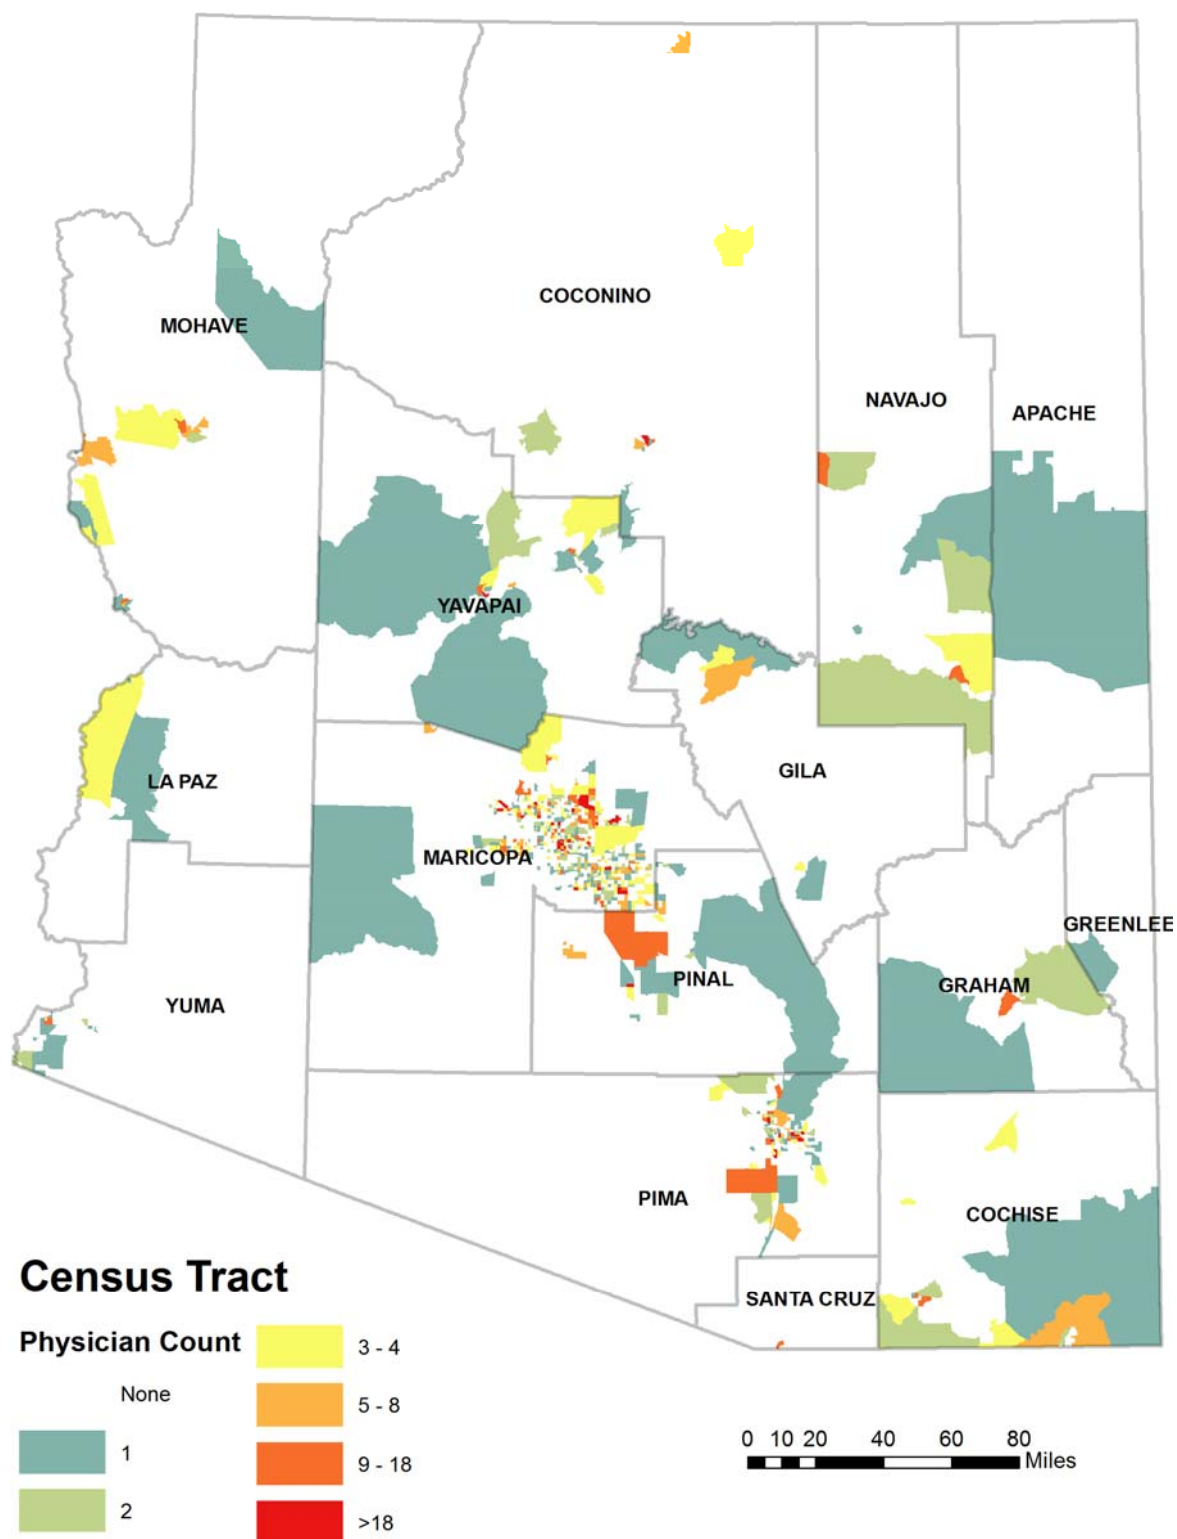 COCONINO
MOHAVE
NAVAJO
APACHE
YAVAPAI
LA PAZ
GILA
MARICOPA
GREENLEE
PINAL
GRAHAM
YUMA
PIMA
COCHISE
SANTA CRUZ
Census Tract
Physician Count
None
1
2
3 - 4
5 - 8
9 - 18
>18
0 10 20 40 60 80
Miles